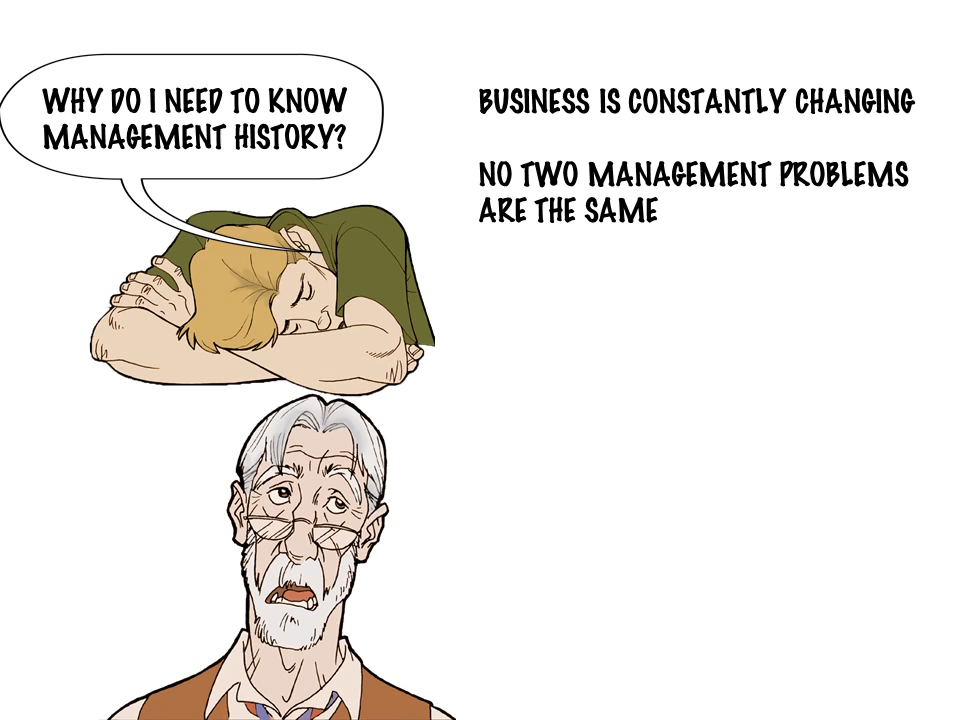 WHY DO I NEED TO KNOW
MANAGEMENT HISTORY?
BUSINESS IS CONSTANTLY CHANGING
NO TWO MANAGEMENT PROBLEMS
ARE THE SAME